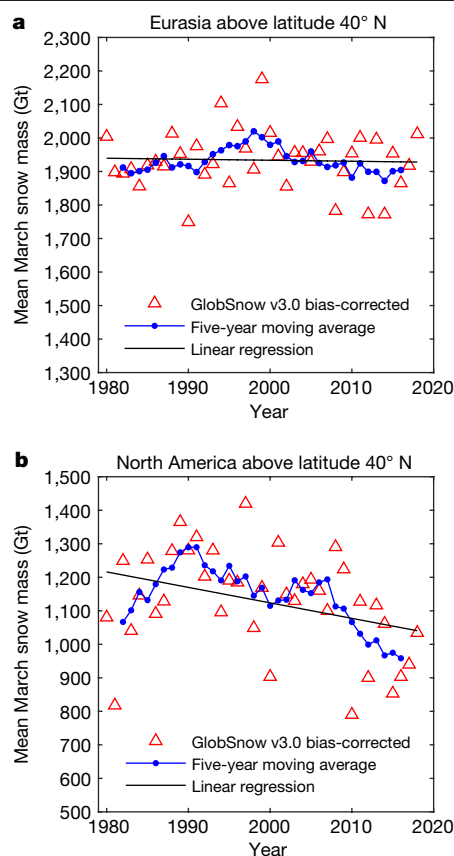 a
Eurasia above latitude 40° N
2,300
2,200
2,100
2,000
1,900
1,800
1,700
1,600
1,500
1,400
1,300
Mean March snow mass (Gt)
GlobSnow v3.0 bias-corrected
Five-year moving average
Linear regression
1980 1990 2000 2010 2020
Year
b
North America above latitude 40° N
1,500
1,400
1,300
1,200
1,100
1,000
900
800
700
600
500
Mean March snow mass (Gt)
GlobSnow v3.0 bias-corrected
Five-year moving average
Linear regression
1980 1990 2000 2010 2020
Year